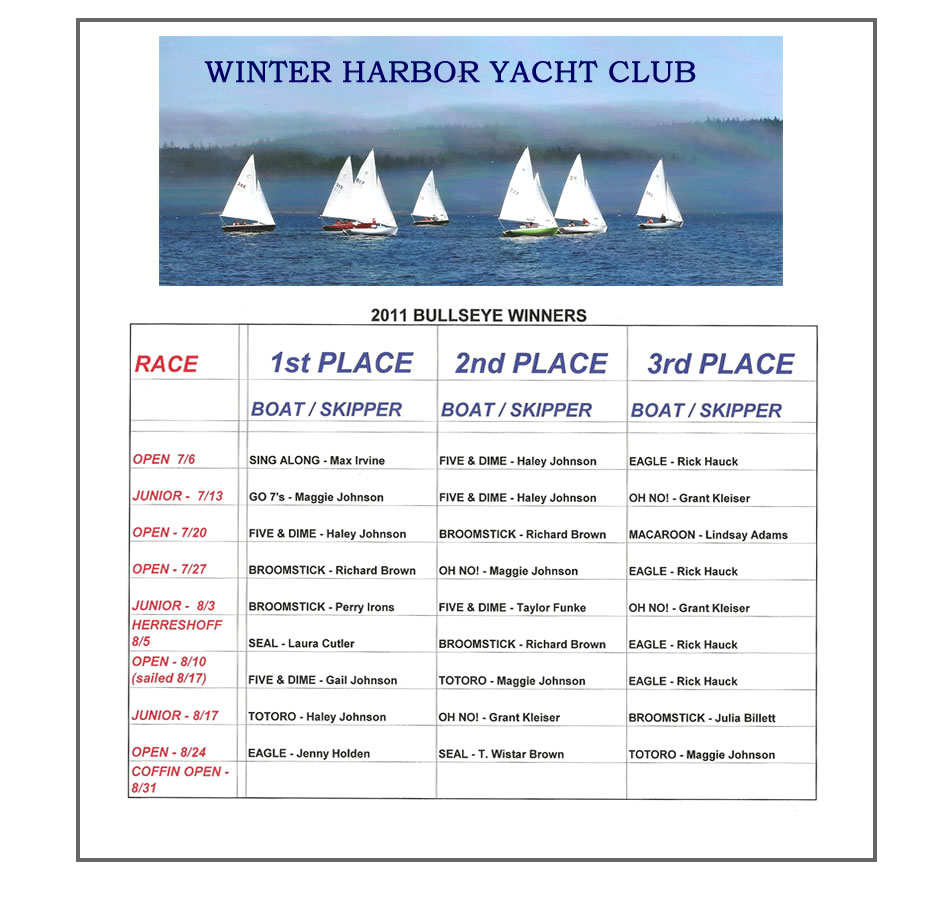 WINTER HARBOR YACHT CLUB
2011 BULLSEYE WINNERS
RACE 1st PLACE 2nd PLACE 3rd PLACE
BOAT / SKIPPER BOAT / SKIPPER BOAT / SKIPPER
OPEN 7/6 SING ALONG - Max Irvine FIVE & DIME - Haley Johnson EAGLE - Rick Hauck
JUNIOR - 7/13 GO 7's - Maggie Johnson FIVE & DIME - Haley Johnson OH NO! - Grant Kleiser
OPEN - 7/20 FIVE & DIME - Haley Johnson BROOMSTICK - Richard Brown MACAROON - Lindsay Adams
OPEN - 7/27 BROOMSTICK - Richard Brown OH NO! - Maggie Johnson EAGLE - Rick Hauck
JUNIOR - 8/3 BROOMSTICK - Perry Irons FIVE & DIME - Taylor Funke OH NO! - Grant Kleiser
HERRESHOFF
8/5 SEAL - Laura Cutler BROOMSTICK - Richard Brown EAGLE - Rick Hauck
OPEN - 8/10
(sailed 8/17) FIVE & DIME - Gail Johnson TOTORO - Maggie Johnson EAGLE - Rick Hauck
JUNIOR - 8/17 TOTORO - Haley Johnson OH NO! - Grant Kleiser BROOMSTICK - Julia Billett
OPEN - 8/24 EAGLE - Jenny Holden SEAL - T. Wistar Brown TOTORO - Maggie Johnson
COFFIN OPEN -
8/31